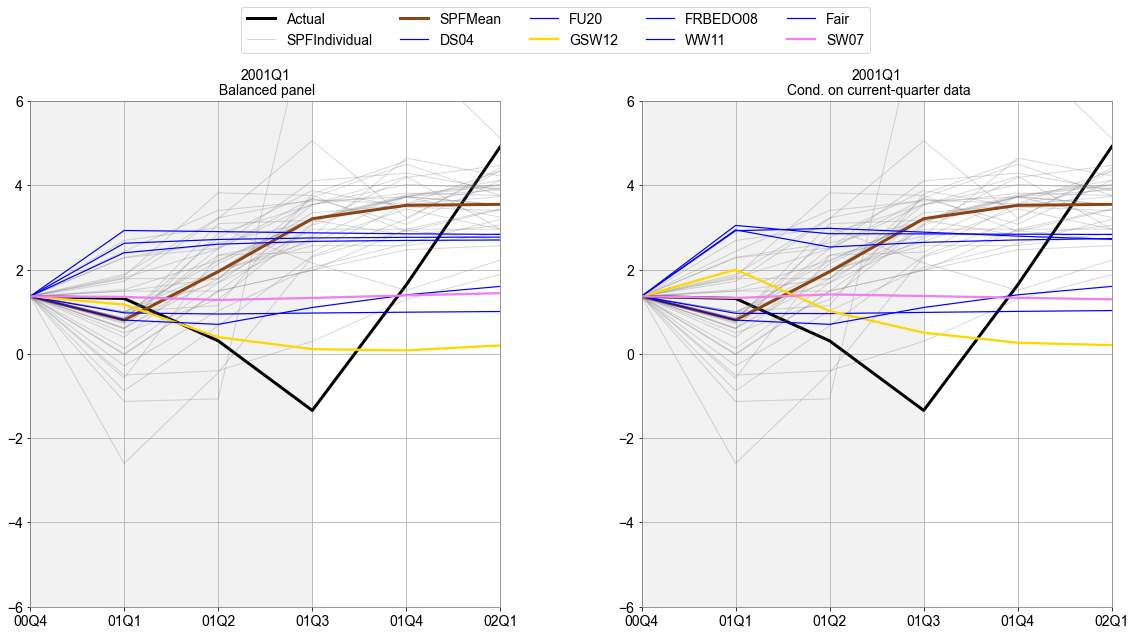 Actual SPFMean FU20 FRBEDO08 Fair
SPFIndividual DS04 GSW12 WW11 SW07
2001Q1
Balanced panel
6
4
2
0
−2
−4
−6
00Q4 01Q1 01Q2 01Q3 01Q4 02Q1
2001Q1
Cond. on current-quarter data
6
4
2
0
−2
−4
−6
00Q4 01Q1 01Q2 01Q3 01Q4 02Q1